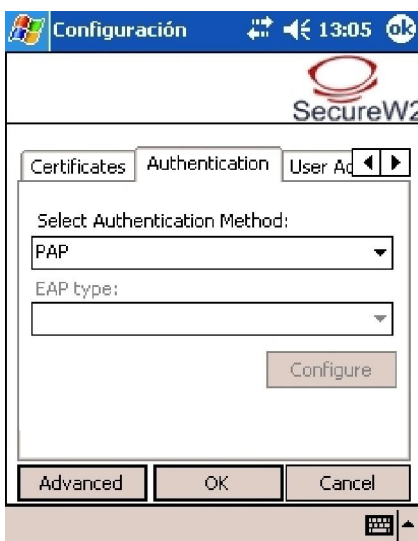 Configuración 13:05 ok
SecureW2
Certificates Authentication User Ac
Select Authentication Method:
PAP
EAP type:
Configure
Advanced OK Cancel